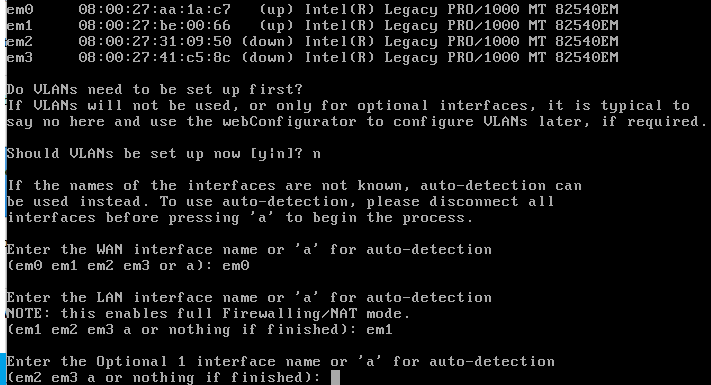 em0 08:00:27:aa:1a:c7 (up) Intel(R) Legacy PRO/1000 MT 82540EM
em1 08:00:27:be:00:66 (up) Intel(R) Legacy PRO/1000 MT 82540EM
em2 08:00:27:31:09:50 (down) Intel(R) Legacy PRO/1000 MT 82540EM
em3 08:00:27:41:c5:8c (down) Intel(R) Legacy PRO/1000 MT 82540EM
Do VLANs need to be set up first?
If VLANs will not be used, or only for optional interfaces, it is typical to
say no here and use the webConfigurator to configure VLANs later, if required.
Should VLANs be set up now [y|n]? n
If the names of the interfaces are not known, auto-detection can
be used instead. To use auto-detection, please disconnect all
interfaces before pressing 'a' to begin the process.
Enter the WAN interface name or 'a' for auto-detection
(em0 em1 em2 em3 or a): em0
Enter the LAN interface name or 'a' for auto-detection
NOTE: this enables full Firewalling/NAT mode.
(em1 em2 em3 a or nothing if finished): em1
Enter the Optional 1 interface name or 'a' for auto-detection
(em2 em3 a or nothing if finished):